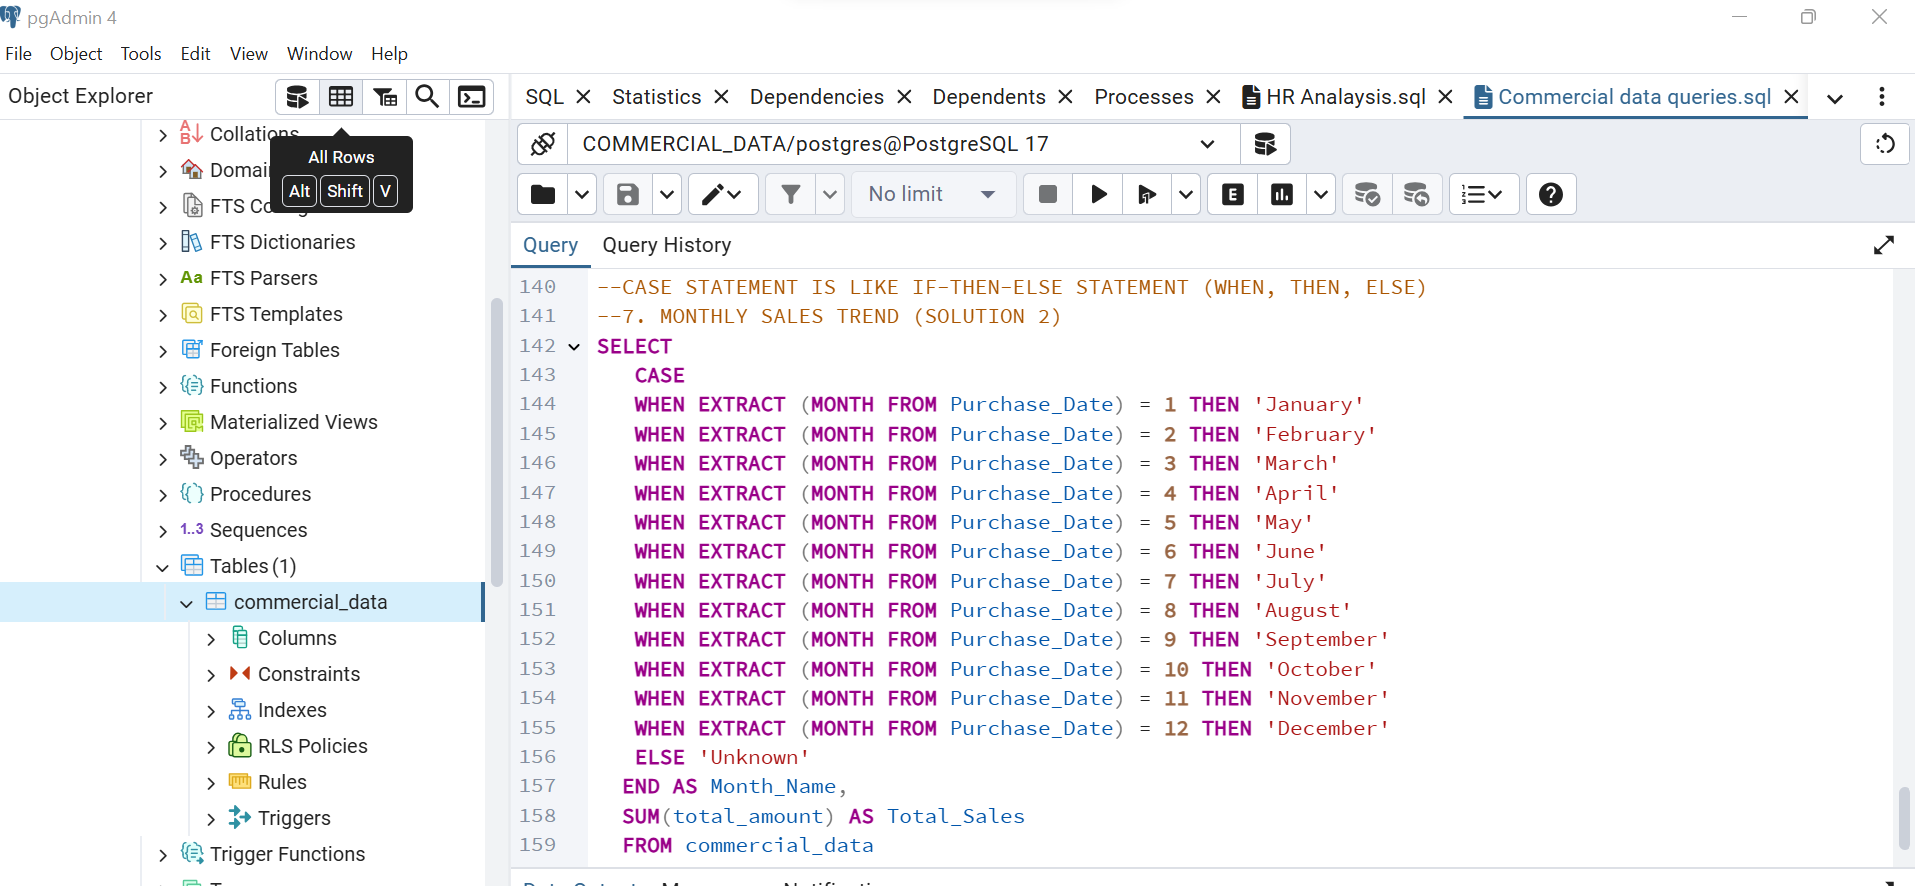 pgAdmin 4
File Object Tools Edit View Window Help
Object Explorer
SQL Statistics Dependencies Dependents Processes HR Analaysis.sql Commercial data queries.sql
COMMERCIAL_DATA/postgres@PostgreSQL 17
No limit
E
Query Query History
All Rows
Alt Shift V
Collations
FTS Dictionaries
Aa FTS Parsers
FTS Templates
Foreign Tables
Functions
Materialized Views
Operators
Procedures
1..3 Sequences
Tables (1)
commercial_data
Columns
Constraints
Indexes
RLS Policies
Rules
Triggers
Trigger Functions
140 --CASE STATEMENT IS LIKE IF-THEN-ELSE STATEMENT (WHEN, THEN, ELSE)
141 --7. MONTHLY SALES TREND (SOLUTION 2)
142 SELECT
143 CASE
144 WHEN EXTRACT (MONTH FROM Purchase_Date) = 1 THEN 'January'
145 WHEN EXTRACT (MONTH FROM Purchase_Date) = 2 THEN 'February'
146 WHEN EXTRACT (MONTH FROM Purchase_Date) = 3 THEN 'March'
147 WHEN EXTRACT (MONTH FROM Purchase_Date) = 4 THEN 'April'
148 WHEN EXTRACT (MONTH FROM Purchase_Date) = 5 THEN 'May'
149 WHEN EXTRACT (MONTH FROM Purchase_Date) = 6 THEN 'June'
150 WHEN EXTRACT (MONTH FROM Purchase_Date) = 7 THEN 'July'
151 WHEN EXTRACT (MONTH FROM Purchase_Date) = 8 THEN 'August'
152 WHEN EXTRACT (MONTH FROM Purchase_Date) = 9 THEN 'September'
153 WHEN EXTRACT (MONTH FROM Purchase_Date) = 10 THEN 'October'
154 WHEN EXTRACT (MONTH FROM Purchase_Date) = 11 THEN 'November'
155 WHEN EXTRACT (MONTH FROM Purchase_Date) = 12 THEN 'December'
156 ELSE 'Unknown'
157 END AS Month_Name,
158 SUM(total_amount) AS Total_Sales
159 FROM commercial_data